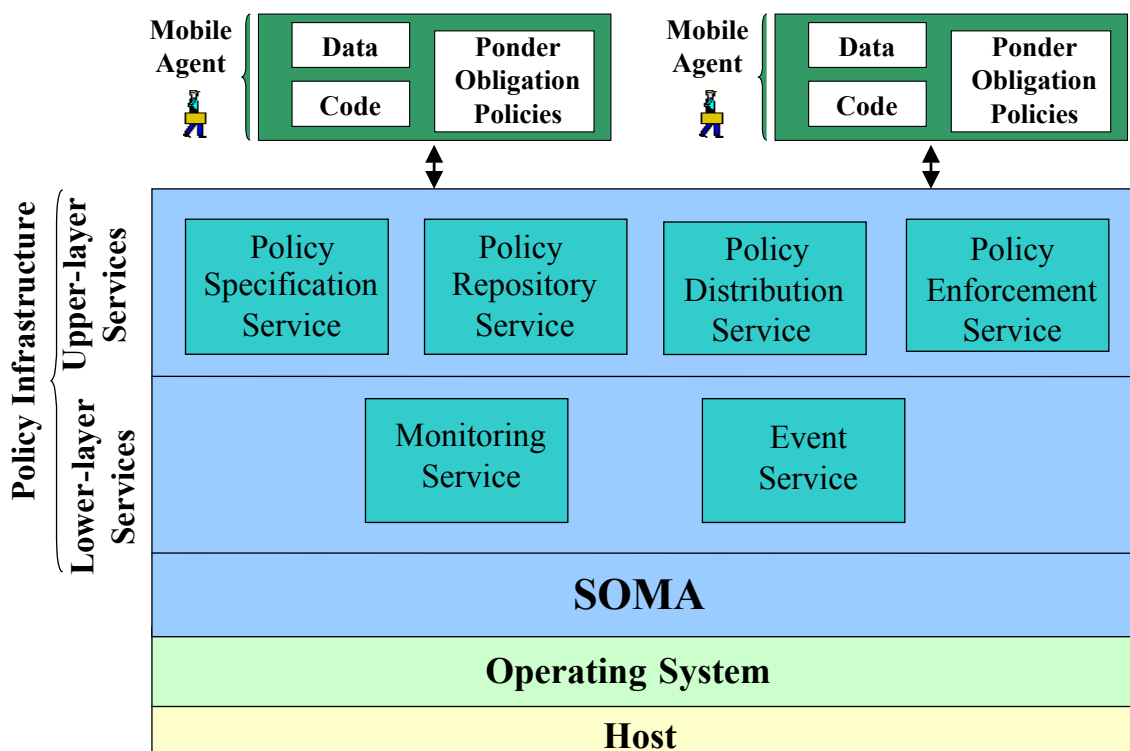 Mobile
Agent
Data
Code
Ponder
Obligation
Policies
Mobile
Agent
Data
Code
Ponder
Obligation
Policies
Policy Infrastructure
Upper-layer
Services
Policy
Specification
Service
Policy
Repository
Service
Policy
Distribution
Service
Policy
Enforcement
Service
Lower-layer
Services
Monitoring
Service
Event
Service
SOMA
Operating System
Host